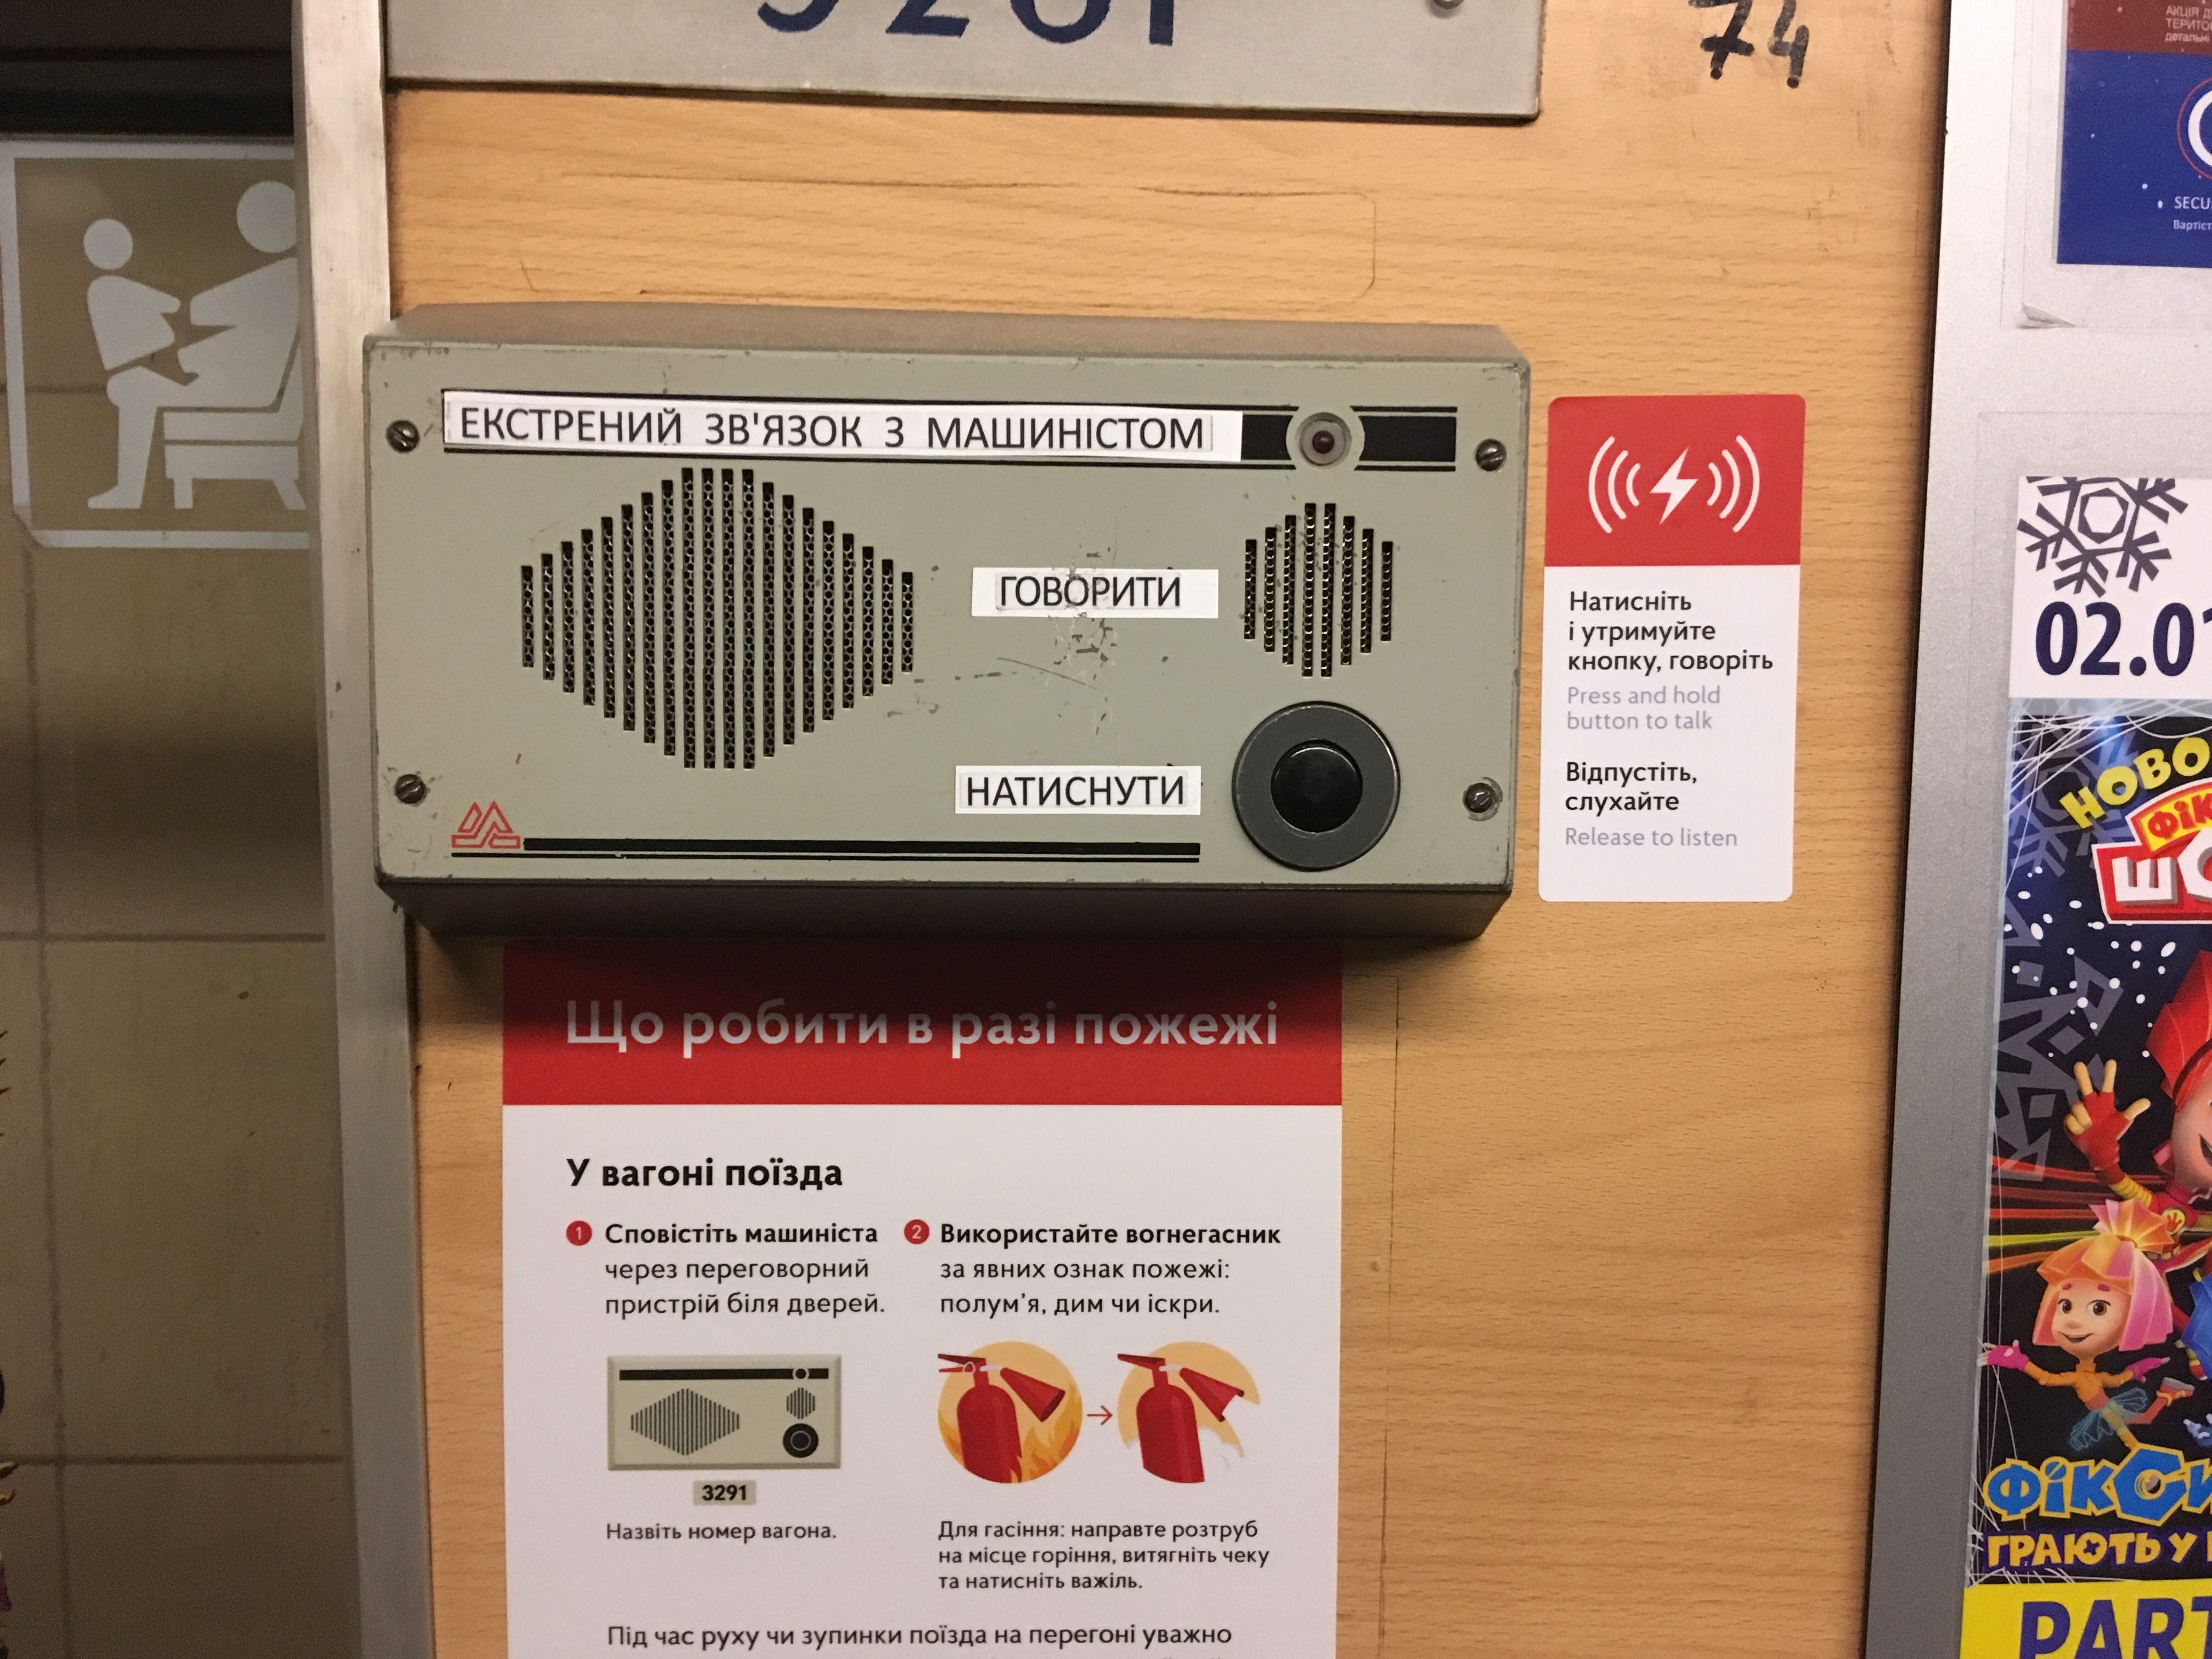 74
ЕКСТРЕНИЙ ЗВ'ЯЗОК З МАШИНІСТОМ
ГОВОРИТИ
НАТИСНУТИ
Натисніть
і утримуйте
кнопку, говоріть
Press and hold
button to talk
Відпустіть,
слухайте
Release to listen
Що робити в разі пожежі
У вагоні поїзда
1 Сповістіть машиніста
через переговорний
пристрій біля дверей.
3291
Назвіть номер вагона.
2 Використайте вогнегасник
за явних ознак пожежі:
полум'я, дим чи іскри.
Для гасіння: направте розтруб
на місце горіння, витягніть чеку
та натисніть важіль.
Під час руху чи зупинки поїзда на перегоні уважно
02.0
ГРАЮТЬ У